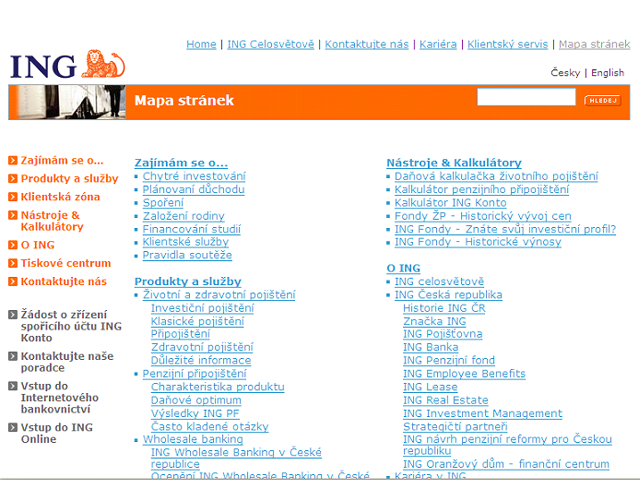 Home | ING Celosvětově | Kontaktujte nás | Kariéra | Klientský servis | Mapa stránek
ING
Česky | English
Mapa stránek
HLEDEJ
Zajímám se o...
Produkty a služby
Klientská zóna
Nástroje &
Kalkulátory
O ING
Tiskové centrum
Kontaktujte nás
Žádost o zřízení
spořicího účtu ING
Konto
Kontaktujte naše
poradce
Vstup do
Internetového
bankovnictví
Vstup do ING
Online
Zajímám se o...
Chytré investování
Plánovaní důchodu
Spoření
Založení rodiny
Financování studií
Klientské služby
Pravidla soutěže
Produkty a služby
Životní a zdravotní pojištění
Investiční pojištění
Klasické pojištění
Připojištění
Zdravotní pojištění
Důležité informace
Penzijní připojištění
Charakteristika produktu
Daňové optimum
Výsledky ING PF
Často kladené otázky
Wholesale banking
ING Wholesale Banking v České
republice
Ocenění ING Wholesale Banking v České
Nástroje & Kalkulátory
Daňová kalkulačka životního pojištění
Kalkulátor penzijního připojištění
Kalkulátor ING Konto
Fondy ŽP - Historický vývoj cen
ING Fondy - Znáte svůj investiční profil?
ING Fondy - Historické výnosy
O ING
ING celosvětově
ING Česká republika
Historie ING ČR
Značka ING
ING Pojišťovna
ING Banka
ING Penzijní fond
ING Employee Benefits
ING Lease
ING Real Estate
ING Investment Management
Strategičtí partneři
ING návrh penzijní reformy pro Českou
republiku
ING Oranžový dům - finanční centrum
Kariéra v ING